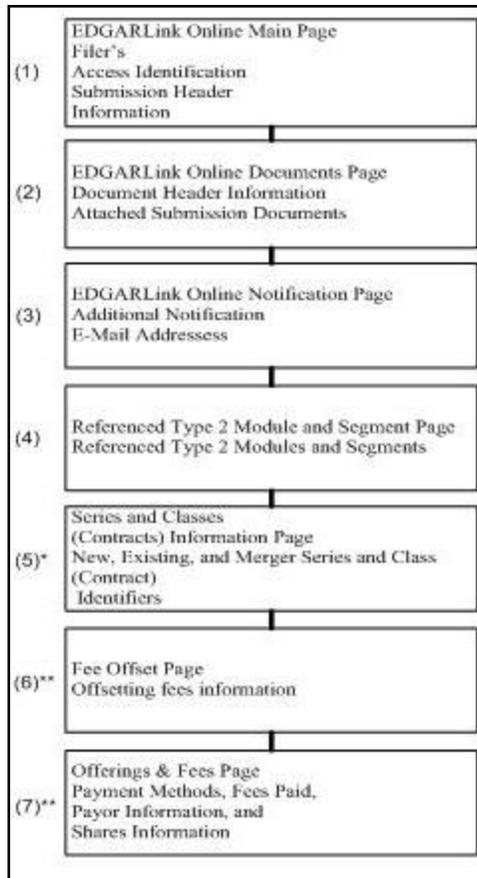 EDGARLink Online Main Page
Filer's
(1)
Access Identification
Submission Header
Information
EDGARLink Online Documents Page
(2)
Document Header Information
Attached Submission Documents
EDGARLink Online Notification Page
(3)
Additional Notification
E-Mail Addressess
(4)
Referenced Type 2 Module and Segment Page
Referenced Type 2 Modules and Segments
Series and Classes
(Contracts) Information Page
(5)*
New, Existing, and Merger Series and Class
(Contract)
Identifiers
Fee Offset Page
(6)**
Offsetting fees information
Offerings & Fees Page
Payment Methods, Fees Paid,
(7)**
Payor Information, and
Shares Information